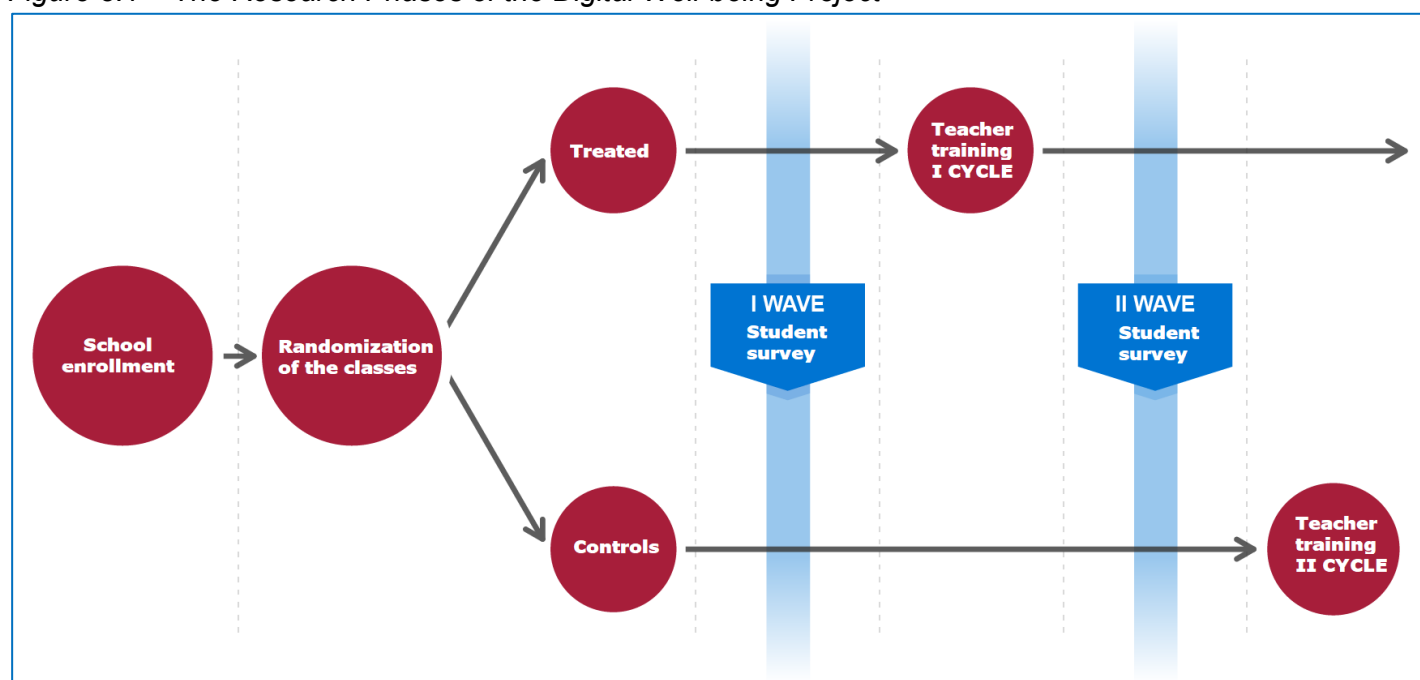 Treated
Teacher
training
I CYCLE
I WAVE
Student
survey
II WAVE
Student
survey
School
enrollment
Randomization
of the classes
Controls
Teacher
training
II CYCLE